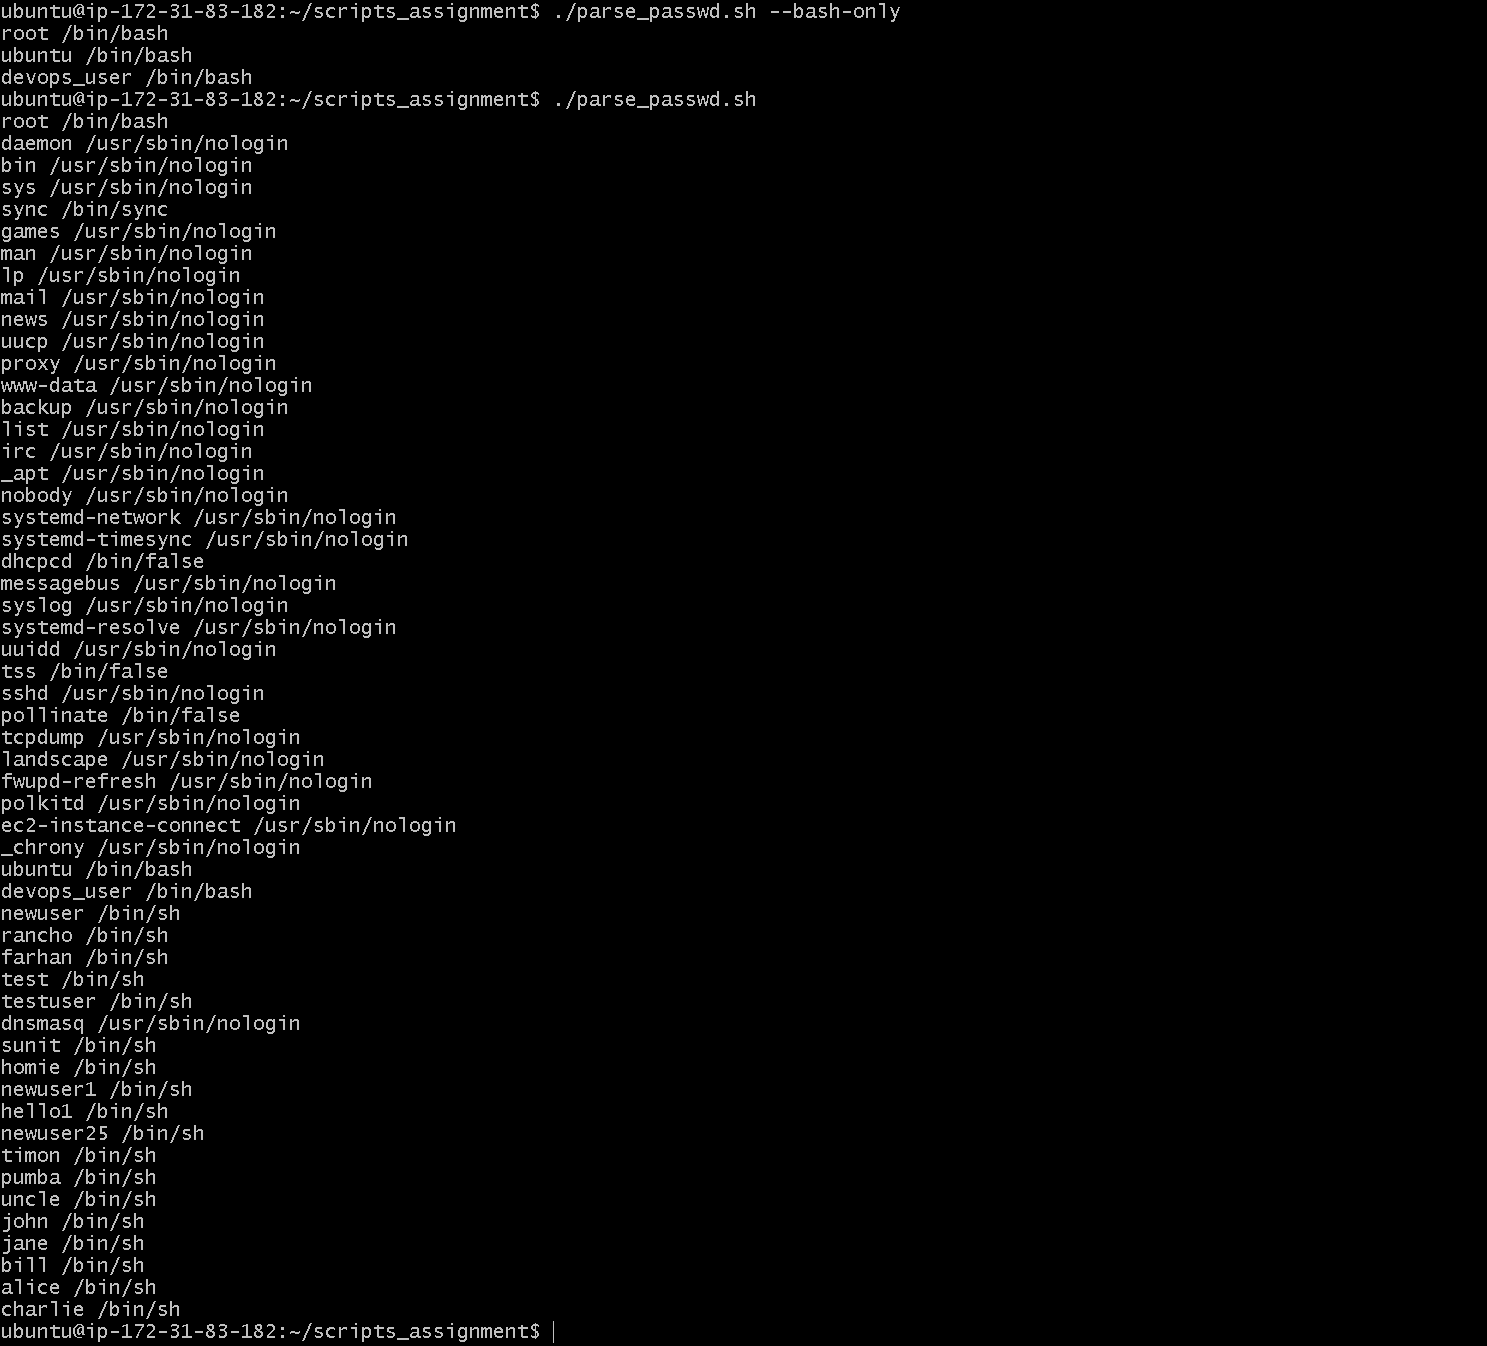 ubuntu@ip-172-31-83-182:~/scripts_assignment$ ./parse_passwd.sh --bash-only
root /bin/bash
ubuntu /bin/bash
devops_user /bin/bash
ubuntu@ip-172-31-83-182:~/scripts_assignment$ ./parse_passwd.sh
root /bin/bash
daemon /usr/sbin/nologin
bin /usr/sbin/nologin
sys /usr/sbin/nologin
sync /bin/sync
games /usr/sbin/nologin
man /usr/sbin/nologin
lp /usr/sbin/nologin
mail /usr/sbin/nologin
news /usr/sbin/nologin
uucp /usr/sbin/nologin
proxy /usr/sbin/nologin
www-data /usr/sbin/nologin
backup /usr/sbin/nologin
list /usr/sbin/nologin
irc /usr/sbin/nologin
_apt /usr/sbin/nologin
nobody /usr/sbin/nologin
systemd-network /usr/sbin/nologin
systemd-timesync /usr/sbin/nologin
dhcpcd /bin/false
messagebus /usr/sbin/nologin
syslog /usr/sbin/nologin
systemd-resolve /usr/sbin/nologin
uuidd /usr/sbin/nologin
tss /bin/false
sshd /usr/sbin/nologin
pollinate /bin/false
tcpdump /usr/sbin/nologin
landscape /usr/sbin/nologin
fwupd-refresh /usr/sbin/nologin
polkitd /usr/sbin/nologin
ec2-instance-connect /usr/sbin/nologin
_chrony /usr/sbin/nologin
ubuntu /bin/bash
devops_user /bin/bash
newuser /bin/sh
rancho /bin/sh
farhan /bin/sh
test /bin/sh
testuser /bin/sh
dnsmasq /usr/sbin/nologin
sunit /bin/sh
homie /bin/sh
newuser1 /bin/sh
hello1 /bin/sh
newuser25 /bin/sh
timon /bin/sh
pumba /bin/sh
uncle /bin/sh
john /bin/sh
jane /bin/sh
bill /bin/sh
alice /bin/sh
charlie /bin/sh
ubuntu@ip-172-31-83-182:~/scripts_assignment$